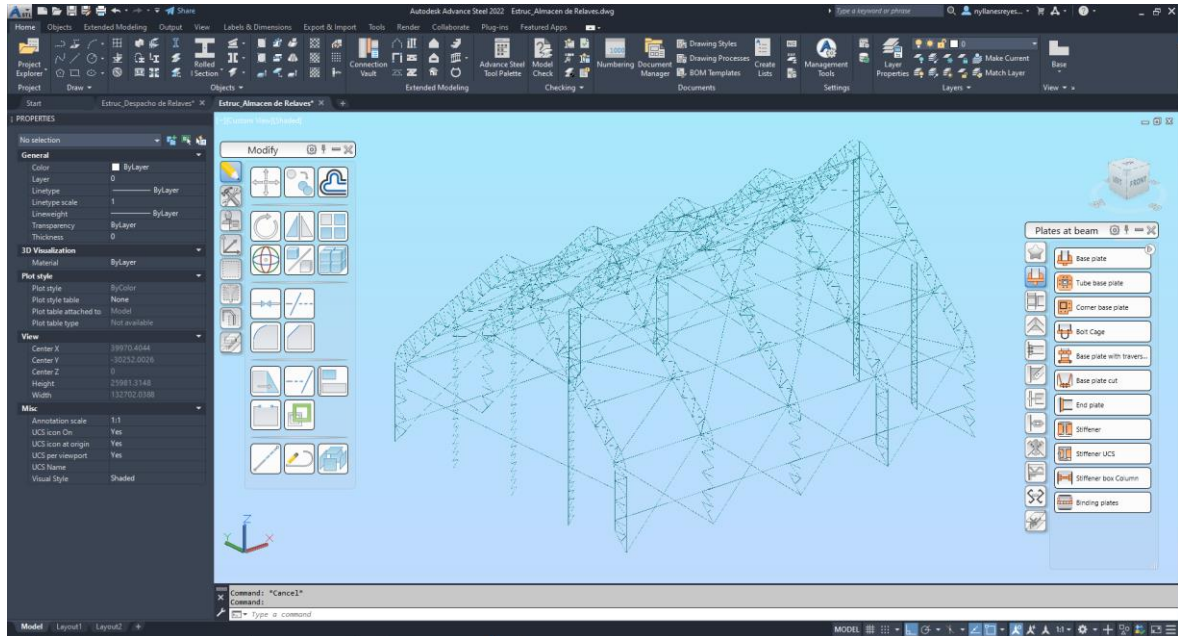 Share
Autodesk Advance Steel 2022 Estruc_Almacen de Relaves.dwg
Type a keyword or phrase
nyllanesreyes...
Home Objects Extended Modeling Output View Labels & Dimensions Export & Import Tools Render Collaborate Plug-ins Featured Apps
Project Explorer
Rolled I Section
Connection Vault
Advance Steel Tool Palette
Model Check
Numbering
Document Manager
Drawing Styles
Drawing Processes
BOM Templates
Create Lists
Management Tools
Layer Properties
0
Make Current
Match Layer
Base
Project Draw Objects Extended Modeling Checking Documents Settings Layers View
Start Estruc_Despacho de Relaves* Estruc_Almacen de Relaves*
PROPERTIES
No selection
General
Color ByLayer
Layer 0
Linetype ByLayer
Linetype scale 1
Lineweight ByLayer
Transparency ByLayer
Thickness 0
3D Visualization
Material ByLayer
Plot style
Plot style ByColor
Plot style table None
Plot table attached to Model
Plot table type Not available
View
Center X 39970.4044
Center Y -30252.0026
Center Z 0
Height 25981.3148
Width 132702.0388
Misc
Annotation scale 1:1
UCS icon On Yes
UCS icon at origin Yes
UCS per viewport Yes
UCS Name
Visual Style Shaded
Modify
FRONT
Plates at beam
Base plate
Tube base plate
Corner base plate
Bolt Cage
Base plate with travers...
Base plate cut
End plate
Stiffener
Stiffener UCS
Stiffener box Column
Binding plates
Z
Y X
Command: *Cancel*
Command:
Type a command
Model Layout1 Layout2 +
MODEL 1:1